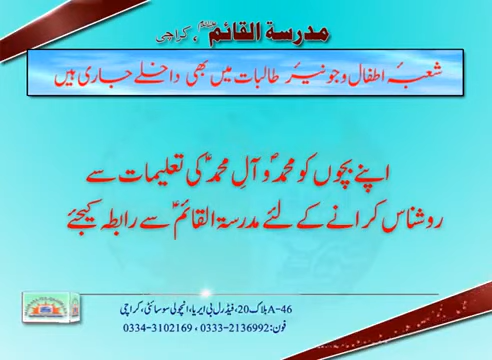 مدرسۃ القائم، کراچی
شعبۂ اطفال و جونیئر طالبات میں بھی داخلے جاری ہیں
اپنے بچوں کو محمدؐ و آلِ محمدؑ کی تعلیمات سے
روشناس کرانے کے لئے مدرسۃ القائمؑ سے رابطہ کیجئے
A-46 بلاک 20، فیڈرل بی ایریا، انچولی سوسائٹی، کراچی
فون: 0333-2136992 ، 0334-3102169